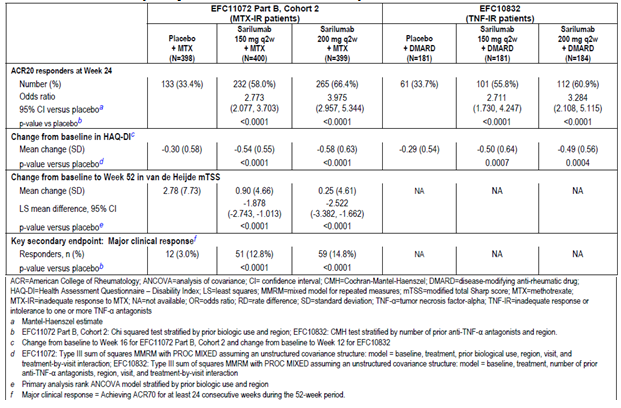 EFC11072 Part B, Cohort 2 EFC10832
(MTX-IR patients) (TNF-IR patients)
Placebo Sarilumab Sarilumab Sarilumab Sarilumab
+ MTX 150 mg q2w 200 mg q2w Placebo 150 mg q2w 200 mg q2w
(N=398) + MTX + MTX + DMARD + DMARD + DMARD
(N=400) (N=399) (N=181) (N=181) (N=184)
ACR20 responders at Week 24
Number (%) 133 (33.4%) 232 (58.0%) 265 (66.4%) 61 (33.7%) 101 (55.8%) 112 (60.9%)
Odds ratio 2.773 3.975 2.711 3.284
95% CI versus placebo a (2.077, 3.703) (2.957, 5.344) (1.730, 4.247) (2.108, 5.115)
p-value vs placebo b <0.0001 <0.0001 <0.0001 <0.0001
Change from baseline in HAQ-DI c
Mean change (SD) -0.30 (0.58) -0.54 (0.55) -0.58 (0.63) -0.29 (0.54) -0.50 (0.64) -0.49 (0.56)
p-value versus placebo d <0.0001 <0.0001 0.0007 0.0004
Change from baseline to Week 52 in van de Heijde mTSS
Mean change (SD) 2.78 (7.73) 0.90 (4.66) 0.25 (4.61) NA NA NA
LS mean difference, 95% CI -1.878 -2.522
(-2.743, -1.013) (-3.382, -1.662)
p-value versus placebo e <0.0001 <0.0001
Key secondary endpoint: Major clinical response f
Responders, n (%) 12 (3.0%) 51 (12.8%) 59 (14.8%) NA NA NA
p-value versus placebo b <0.0001 <0.0001
ACR=American College of Rheumatology; ANCOVA=analysis of covariance; CI= confidence interval; CMH=Cochran-Mantel-Haenszel; DMARD=disease-modifying anti-rheumatic drug;
HAQ-DI=Health Assessment Questionnaire – Disability Index; LS=least squares; MMRM=mixed model for repeated measures; mTSS=modified total Sharp score; MTX=methotrexate;
MTX-IR=inadequate response to MTX; NA=not available; OR=odds ratio; RD=rate difference; SD=standard deviation; TNF-α=tumor necrosis factor-alpha; TNF-IR=inadequate response or
intolerance to one or more TNF-α antagonists
a Mantel-Haenszel estimate
b EFC11072 Part B, Cohort 2: Chi squared test stratified by prior biologic use and region; EFC10832: CMH test stratified by number of prior anti-TNF-α antagonists and region.
c Change from baseline to Week 16 for EFC11072 Part B, Cohort 2 and change from baseline to Week 12 for EFC10832
d EFC11072: Type III sum of squares MMRM with PROC MIXED assuming an unstructured covariance structure: model = baseline, treatment, prior biological use, region, visit, and
treatment-by-visit interaction; EFC10832: Type III sum of squares MMRM with PROC MIXED assuming an unstructured covariance structure: model = baseline, treatment, number of prior
anti-TNF-α antagonists, region, visit, and treatment-by-visit interaction
e Primary analysis rank ANCOVA model stratified by prior biologic use and region
f Major clinical response = Achieving ACR70 for at least 24 consecutive weeks during the 52-week period.